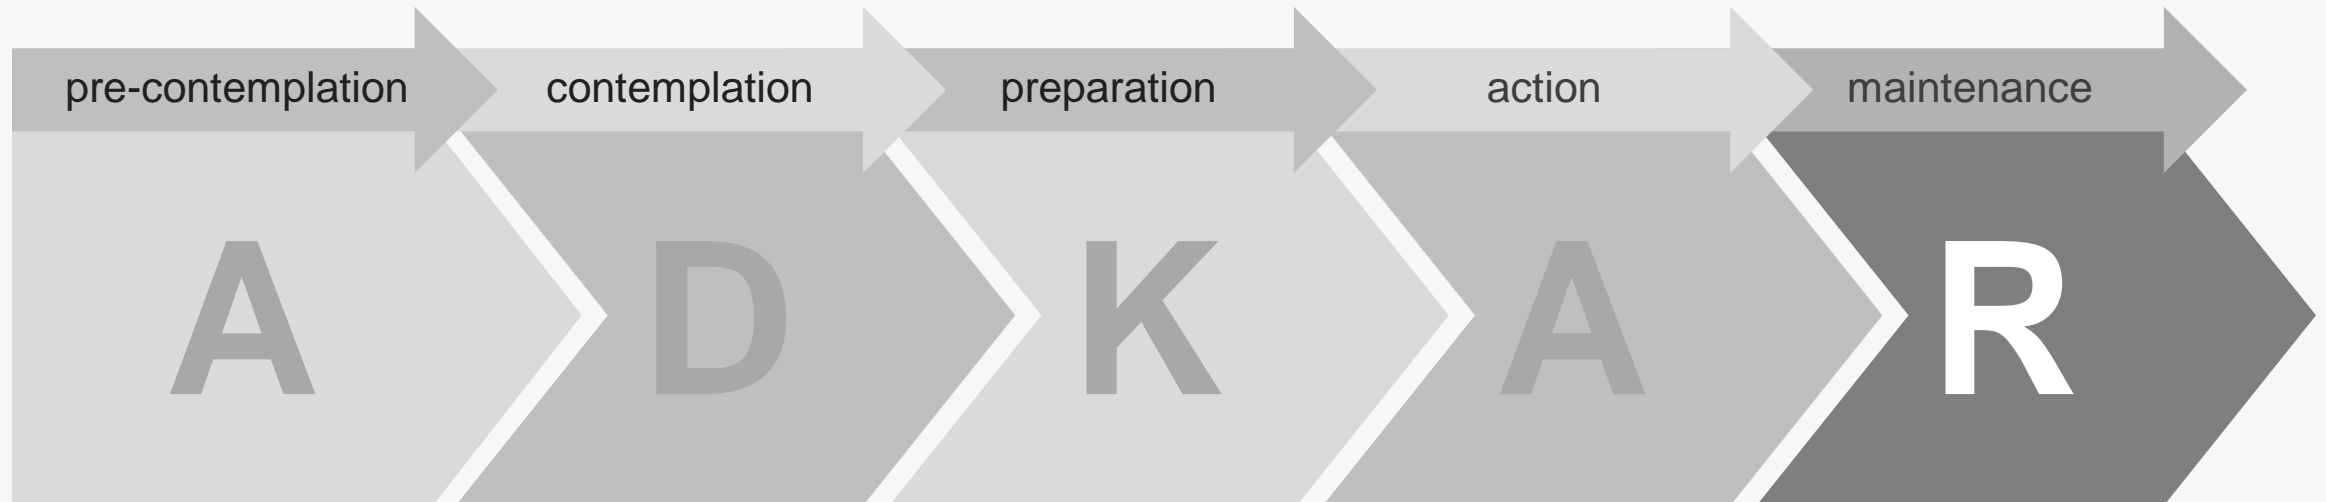 pre-contemplation contemplation preparation action maintenance
A D K A R